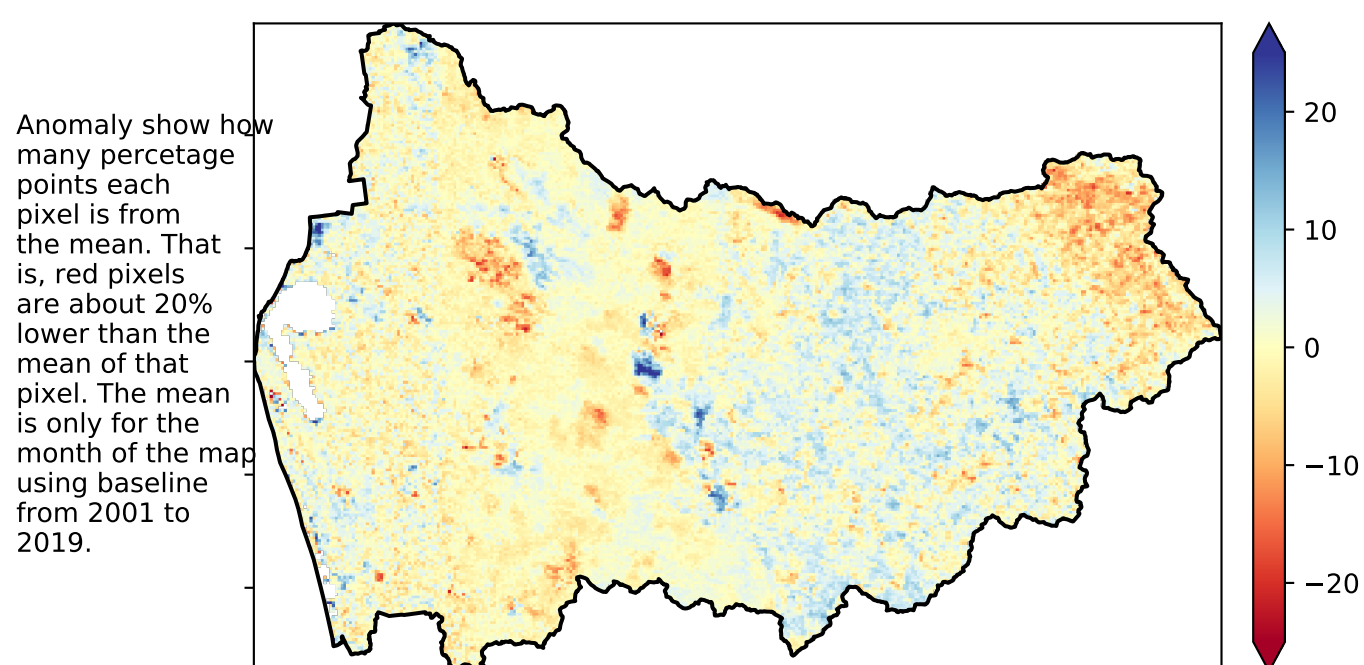 Anomaly show how
many percetage
points each
pixel is from
the mean. That
is, red pixels
are about 20%
lower than the
mean of that
pixel. The mean
is only for the
month of the map
using baseline
from 2001 to
2019.
20
10
0
−10
−20